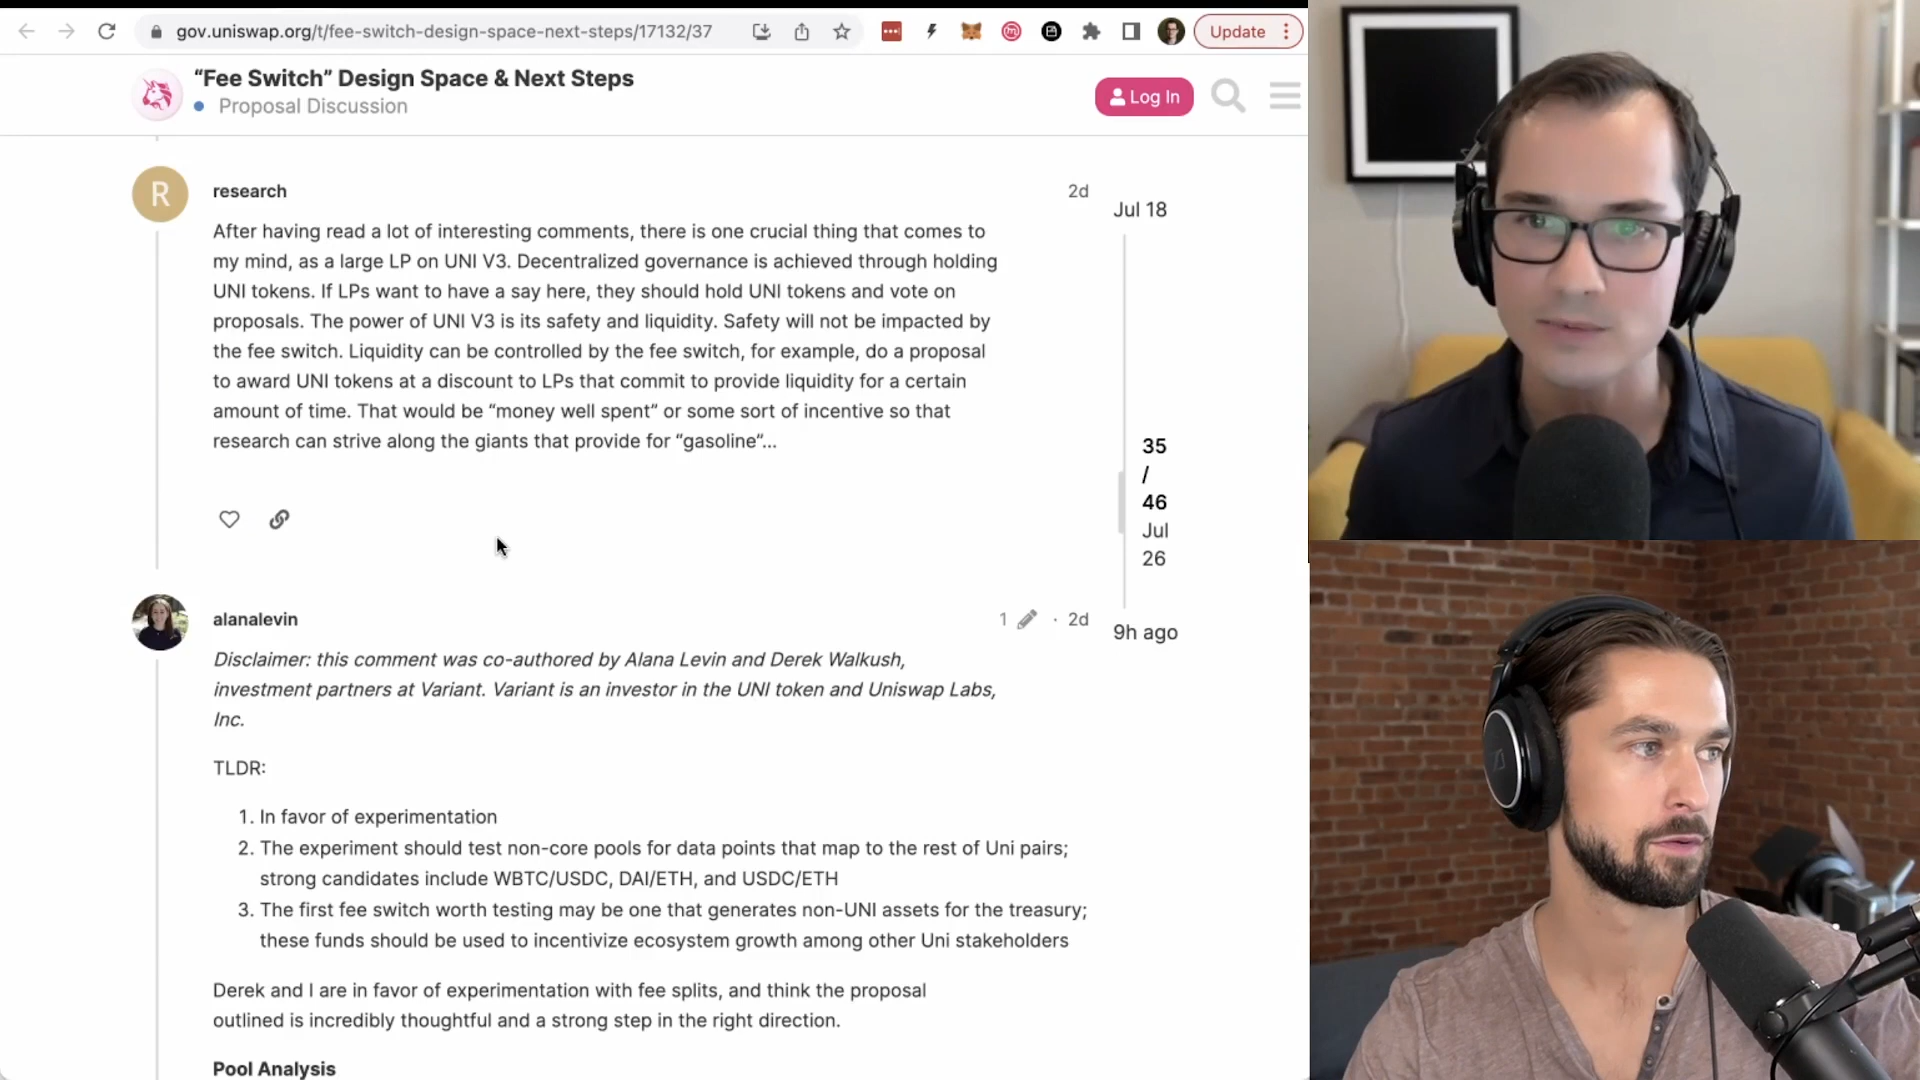 gov.uniswap.org/t/fee-switch-design-space-next-steps/17132/37
Update
“Fee Switch” Design Space & Next Steps
Proposal Discussion
Log In
R
research
2d
After having read a lot of interesting comments, there is one crucial thing that comes to
my mind, as a large LP on UNI V3. Decentralized governance is achieved through holding
UNI tokens. If LPs want to have a say here, they should hold UNI tokens and vote on
proposals. The power of UNI V3 is its safety and liquidity. Safety will not be impacted by
the fee switch. Liquidity can be controlled by the fee switch, for example, do a proposal
to award UNI tokens at a discount to LPs that commit to provide liquidity for a certain
amount of time. That would be “money well spent” or some sort of incentive so that
research can strive along the giants that provide for “gasoline”...
Jul 18
35
/
46
Jul
26
9h ago
alanalevin
1 · 2d
Disclaimer: this comment was co-authored by Alana Levin and Derek Walkush,
investment partners at Variant. Variant is an investor in the UNI token and Uniswap Labs,
Inc.
TLDR:
1. In favor of experimentation
2. The experiment should test non-core pools for data points that map to the rest of Uni pairs;
strong candidates include WBTC/USDC, DAI/ETH, and USDC/ETH
3. The first fee switch worth testing may be one that generates non-UNI assets for the treasury;
these funds should be used to incentivize ecosystem growth among other Uni stakeholders
Derek and I are in favor of experimentation with fee splits, and think the proposal
outlined is incredibly thoughtful and a strong step in the right direction.
Pool Analysis